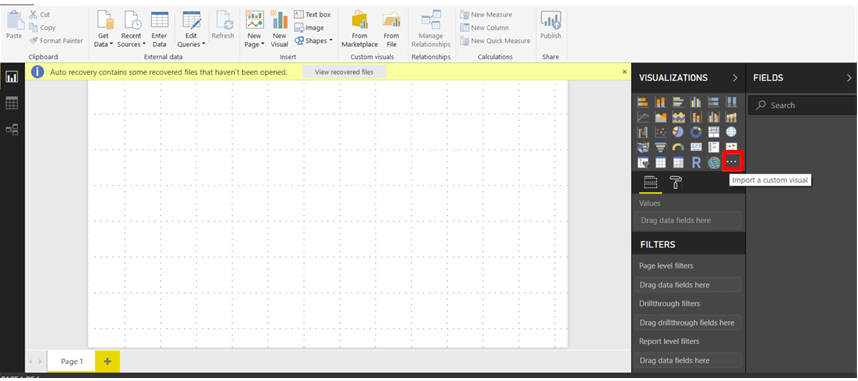 Cut
Copy
Format Painter
Paste
Clipboard
Get Data
Recent Sources
Enter Data
Edit Queries
Refresh
External data
New Page
New Visual
Text box
Image
Shapes
Insert
From Marketplace
From File
Custom visuals
Manage Relationships
Relationships
New Measure
New Column
New Quick Measure
Calculations
Publish
Share
Auto recovery contains some recovered files that haven't been opened.
View recovered files
VISUALIZATIONS
FIELDS
Search
R
Import a custom visual
Values
Drag data fields here
FILTERS
Page level filters
Drag data fields here
Drillthrough filters
Drag drillthrough fields here
Report level filters
Drag data fields here
Page 1